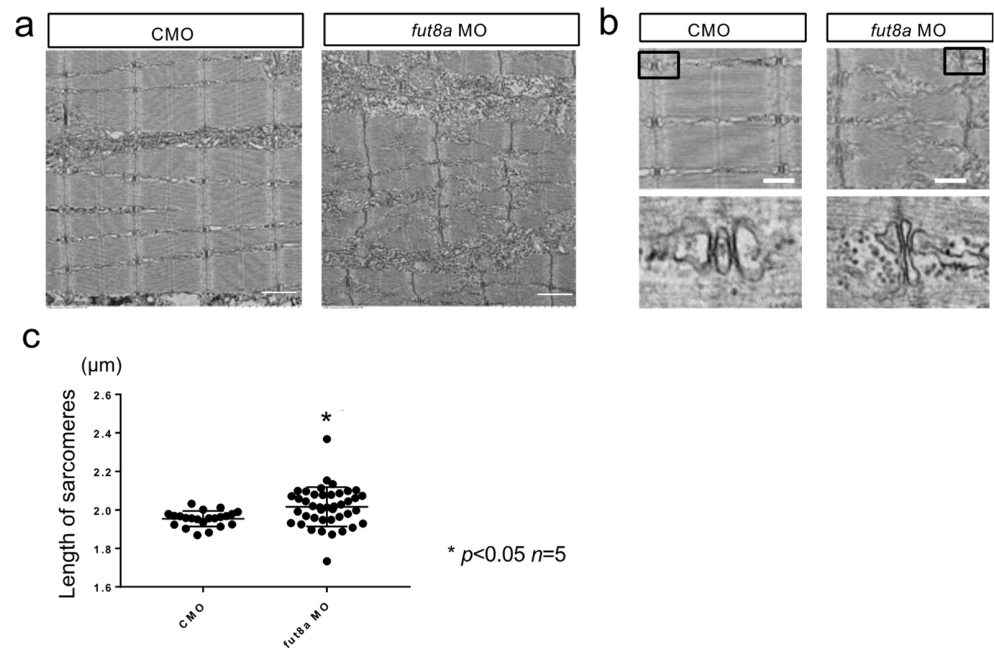 a
CMO
fut8a MO
b
CMO
fut8a MO
c
(μm)
Length of sarcomeres
2.6
2.4
2.2
2.0
1.8
1.6
*
* p<0.05 n=5
CMO
fut8a MO